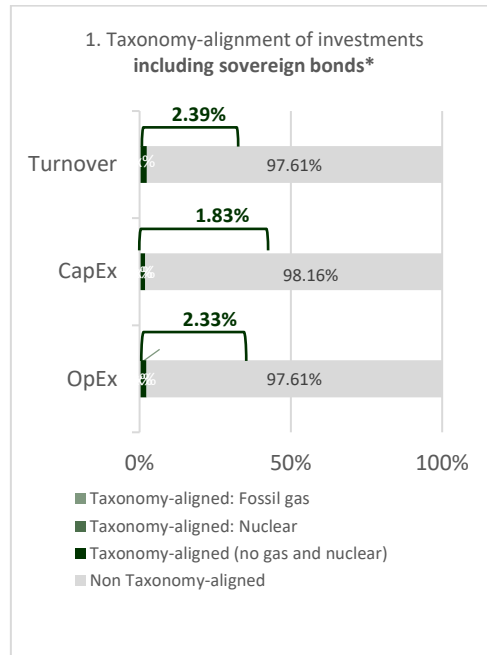 1. Taxonomy-alignment of investments
including sovereign bonds*
2.39%
Turnover
97.61%
1.83%
CapEx
98.16%
2.33%
OpEx
97.61%
0%
50%
100%
Taxonomy-aligned: Fossil gas
Taxonomy-aligned: Nuclear
Taxonomy-aligned (no gas and nuclear)
Non Taxonomy-aligned